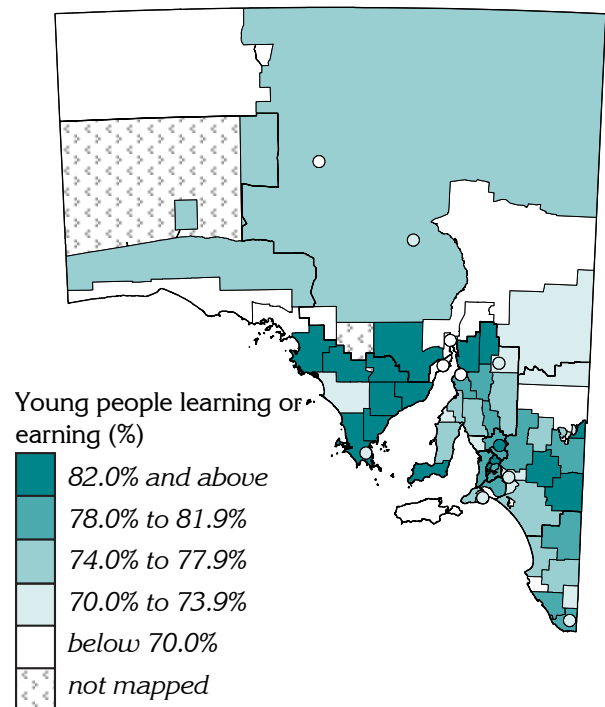 Young people learning or
earning (%)
82.0% and above
78.0% to 81.9%
74.0% to 77.9%
70.0% to 73.9%
below 70.0%
not mapped